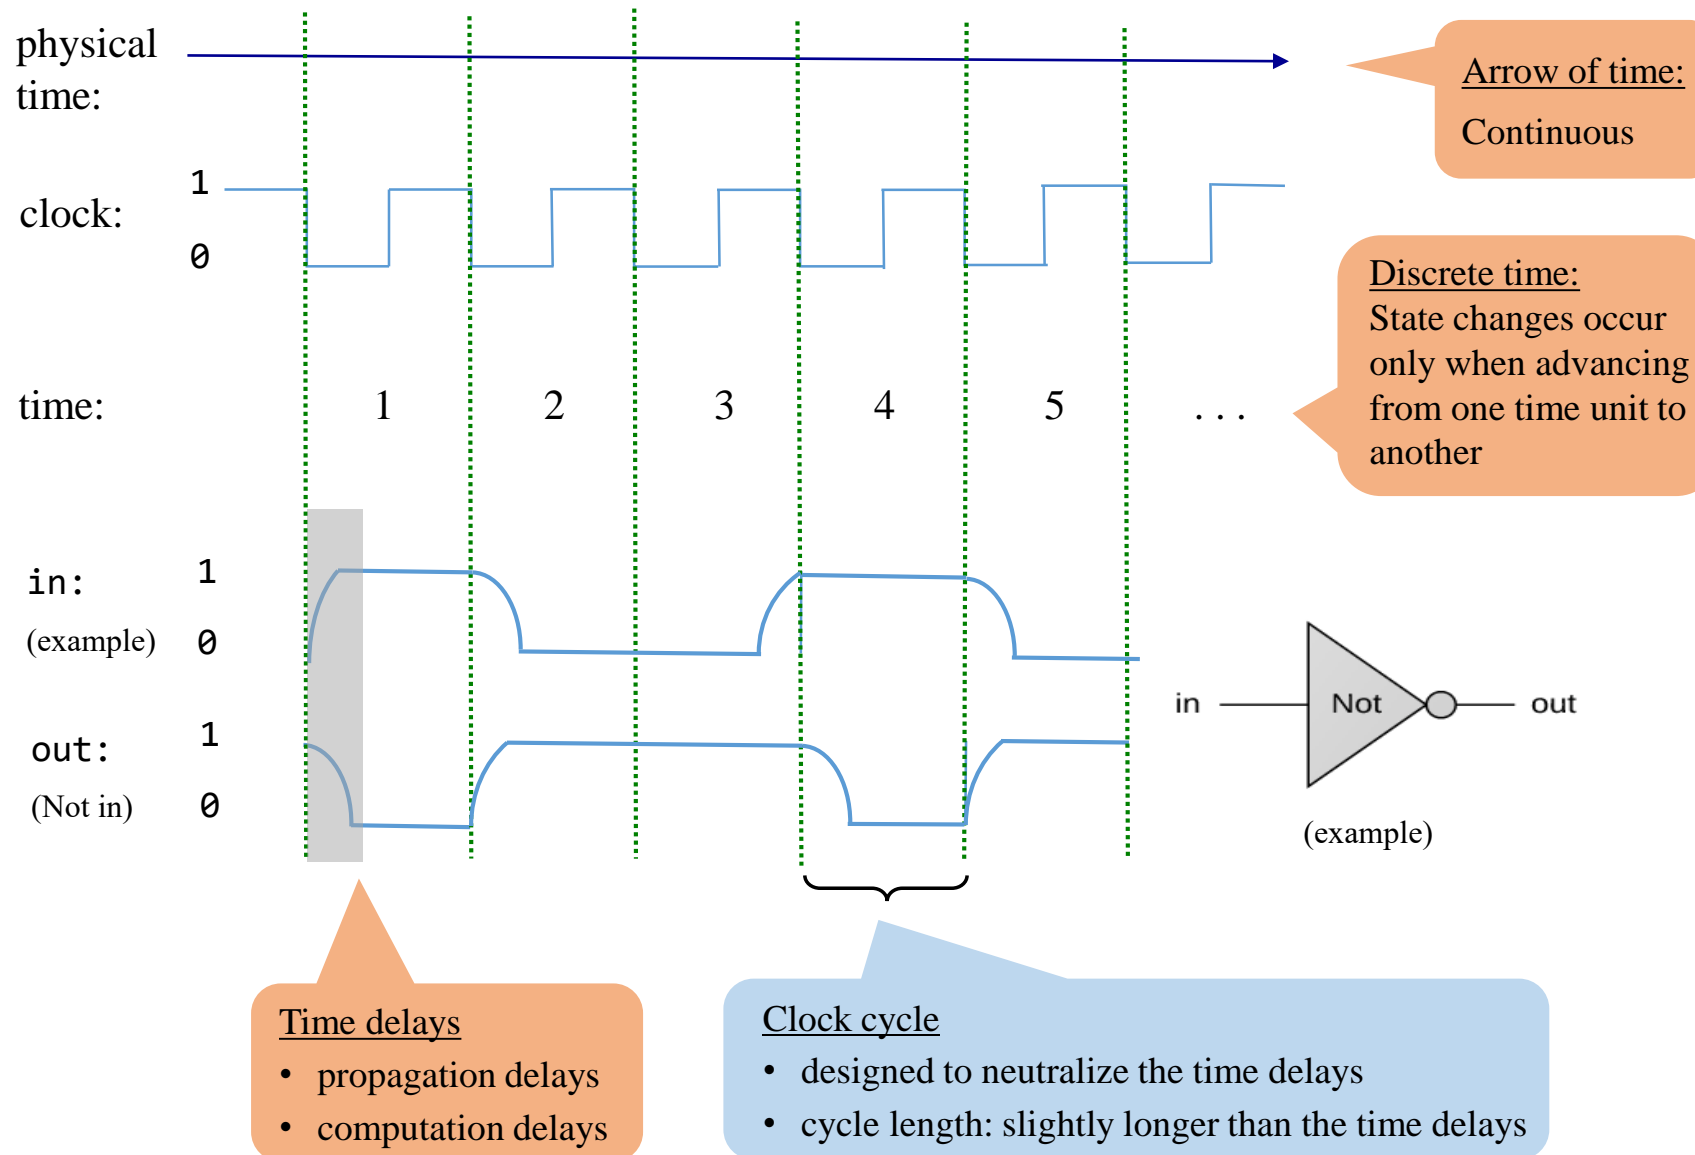 physical
time:
Arrow of time:
Continuous
clock:
1
0
Discrete time:
State changes occur
only when advancing
from one time unit to
another
time:
1 2 3 4 5 . . .
in:
(example)
1
0
out:
(Not in)
1
0
in Not out
(example)
Time delays
• propagation delays
• computation delays
Clock cycle
• designed to neutralize the time delays
• cycle length: slightly longer than the time delays